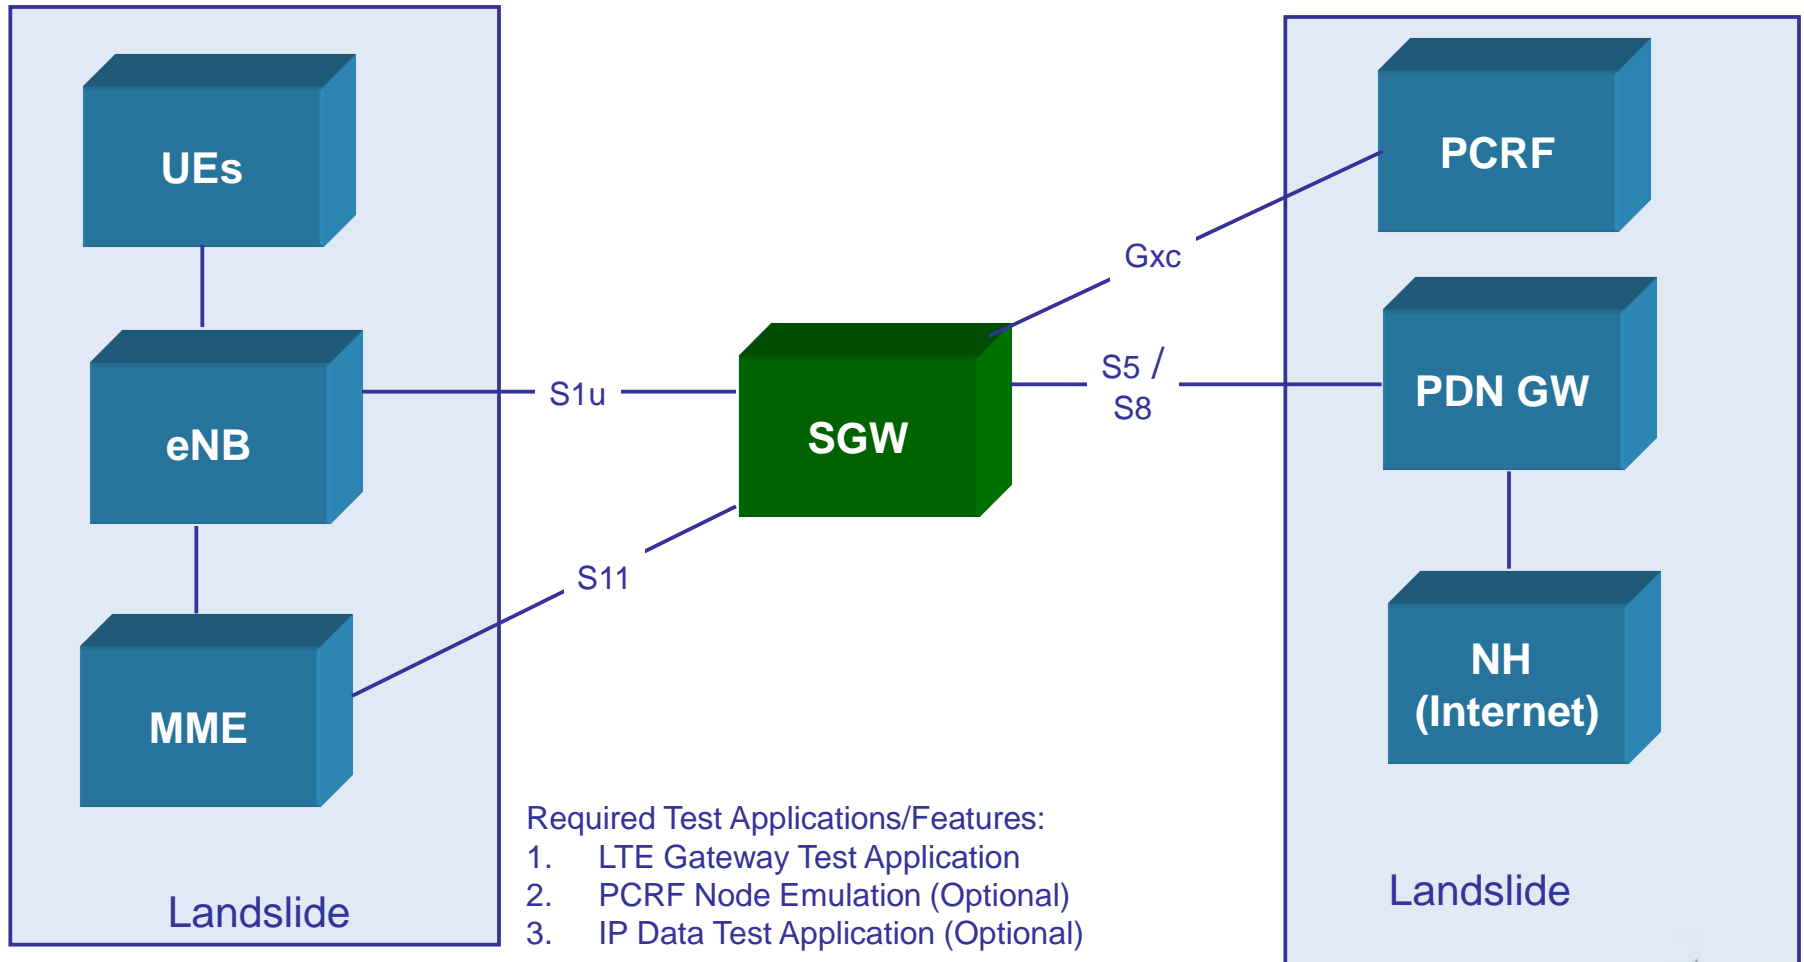 UEs
eNB
MME
Landslide
S1u
S11
SGW
Gxc
S5 /
S8
PCRF
PDN GW
NH
(Internet)
Landslide
Required Test Applications/Features:
1. LTE Gateway Test Application
2. PCRF Node Emulation (Optional)
3. IP Data Test Application (Optional)